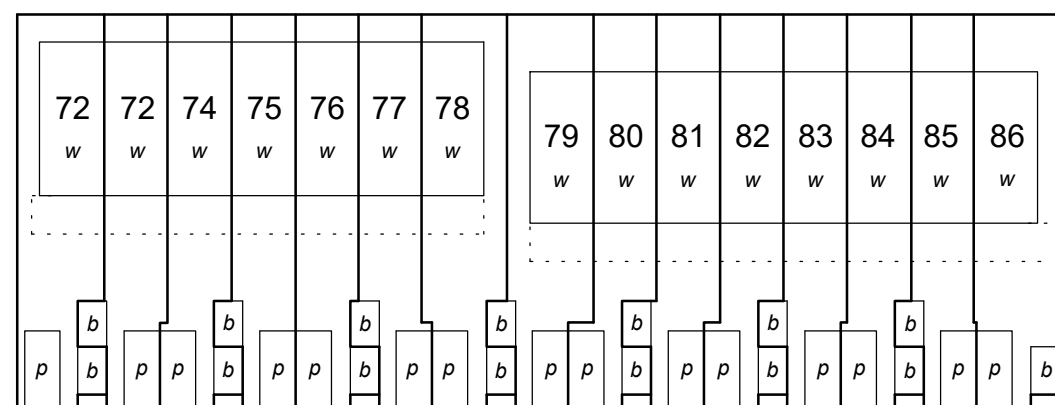 72 72 74 75 76 77 78
w w w w w w w
79 80 81 82 83 84 85 86
w w w w w w w w
b b b b b b b
p b p p b p p b p p b p p b p p b p p b p p b